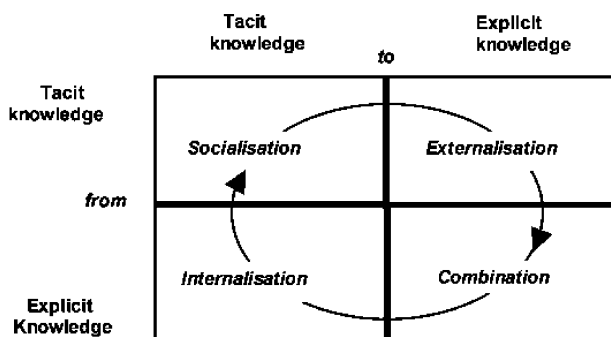 Tacit
knowledge
to
Explicit
knowledge
Tacit
knowledge
Socialisation
Externalisation
from
Internalisation
Combination
Explicit
Knowledge